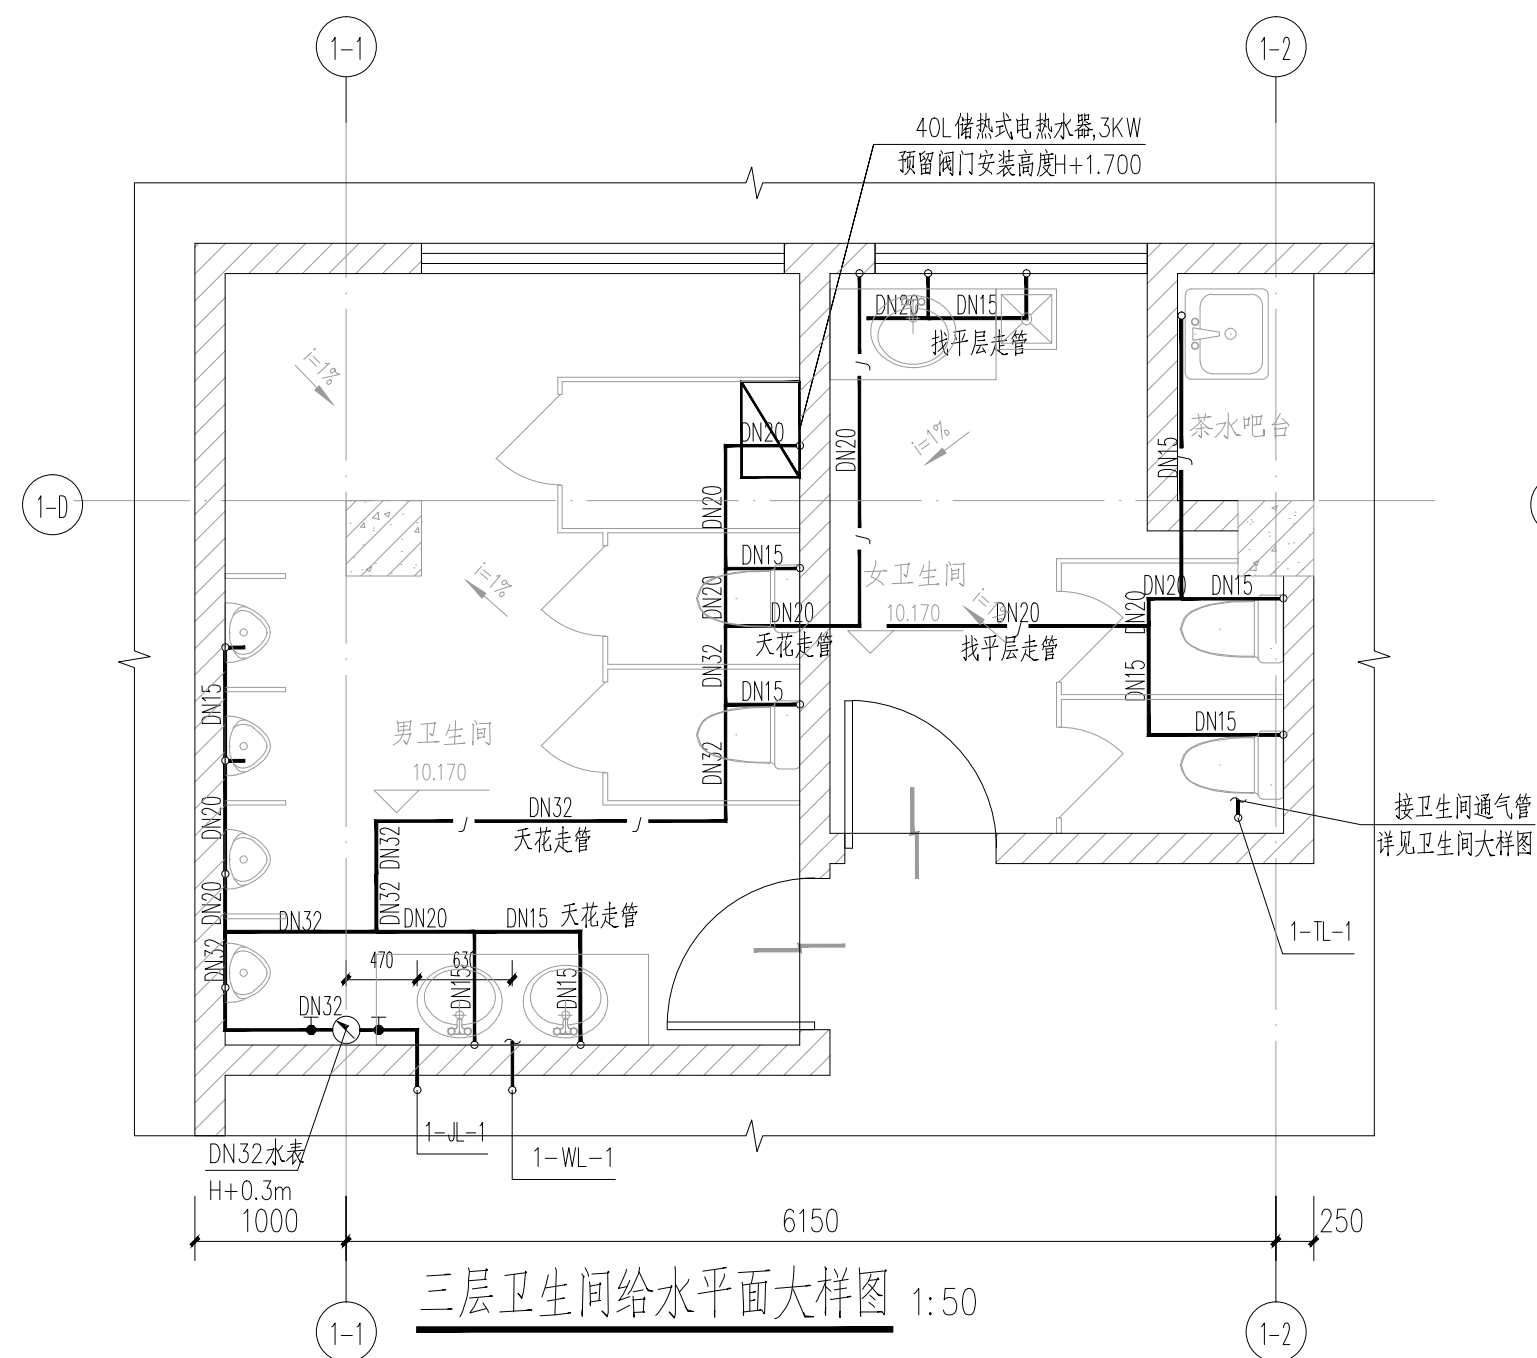 1-1
1-2
40L储热式电热水器,3KW
预留阀门安装高度H+1.700
DN20
DN15
找平层走管
i=1%
DN20
DN20
i=1%
茶水吧台
DN15
1-D
DN20
DN15
i=1%
女卫生间
DN20
DN20
10.170
DN20
DN20
DN15
DN20
天花走管
找平层走管
DN32
DN15
DN15
DN15
DN15
男卫生间
10.170
DN32
DN20
DN32
天花走管
DN32
接卫生间通气管
详见卫生间大样图
DN20
DN32
DN32
DN20
DN15
天花走管
1-TL-1
DN32
470
630
DN15
DN15
DN32
1-JL-1
1-WL-1
DN32水表
H+0.3m
1000
6150
250
三层卫生间给水平面大样图 1:50
1-1
1-2